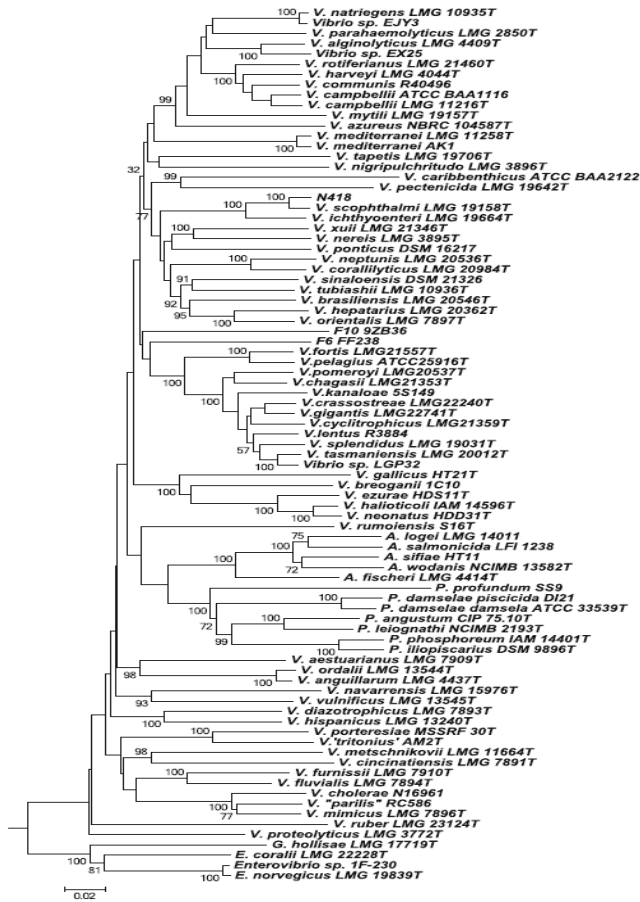 100 V. natriegens LMG 10935T
Vibrio sp. EJY3
V. parahaemolyticus LMG 2850T
V. alginolyticus LMG 4409T
100 Vibrio sp. EX25
V. rotiferianus LMG 21460T
100 V. harveyi LMG 4044T
V. communis R40496
V. campbellii ATCC BAA1116
99 V. campbellii LMG 11216T
V. mytili LMG 19157T
V. azureus NBRC 104587T
V. mediterranei LMG 11258T
100 V. mediterranei AK1
V. tapetis LMG 19706T
32 V. nigripulchritudo LMG 3896T
99 V. caribbenthicus ATCC BAA2122
V. pectenicida LMG 19642T
N418
100 V. scophthalmi LMG 19158T
77 100 V. ichthyoenteri LMG 19664T
V. xuii LMG 21346T
100 V. nereis LMG 3895T
V. ponticus DSM 16217
100 V. neptunis LMG 20536T
V. corallilyticus LMG 20984T
91 V. sinaloensis DSM 21326
V. tubiashii LMG 10936T
92 V. brasiliensis LMG 20546T
95 V. hepatarius LMG 20362T
100 V. orientalis LMG 7897T
F10 9ZB36
F6 FF238
100 V.fortis LMG21557T
V.pelagius ATCC25916T
V.pomeroyi LMG20537T
100 V.chagasii LMG21353T
V.kanaloae 5S149
100 V.crassostreae LMG22240T
V.gigantis LMG22741T
V.cyclitrophicus LMG21359T
V.lentus R3884
57 V. splendidus LMG 19031T
V. tasmaniensis LMG 20012T
100 Vibrio sp. LGP32
V. gallicus HT21T
V. breoganii 1C10
100 V. ezurae HDS11T
V. halioticoli IAM 14596T
100 100 V. neonatus HDD31T
V. rumoiensis S16T
75 A. logei LMG 14011
A. salmonicida LFI 1238
100 A. sifiae HT11
72 A. wodanis NCIMB 13582T
A. fischeri LMG 4414T
P. profundum SS9
100 P. damselae piscicida DI21
100 P. damselae damsela ATCC 33539T
100 P. angustum CIP 75.10T
72 P. leiognathi NCIMB 2193T
99 P. phosphoreum IAM 14401T
100 P. iliopiscarius DSM 9896T
V. aestuarianus LMG 7909T
98 V. ordalii LMG 13544T
100 V. anguillarum LMG 4437T
V. navarrensis LMG 15976T
93 V. vulnificus LMG 13545T
V. diazotrophicus LMG 7893T
100 V. hispanicus LMG 13240T
100 V. porteresiae MSSRF 30T
V.'tritonius' AM2T
98 V. metschnikovii LMG 11664T
V. cincinatiensis LMG 7891T
100 V. furnissii LMG 7910T
V. fluvialis LMG 7894T
V. cholerae N16961
100 V. "parilis" RC586
77 V. mimicus LMG 7896T
V. ruber LMG 23124T
V. proteolyticus LMG 3772T
G. hollisae LMG 17719T
100 E. coralii LMG 22228T
81 Enterovibrio sp. 1F-230
100 E. norvegicus LMG 19839T
0.02